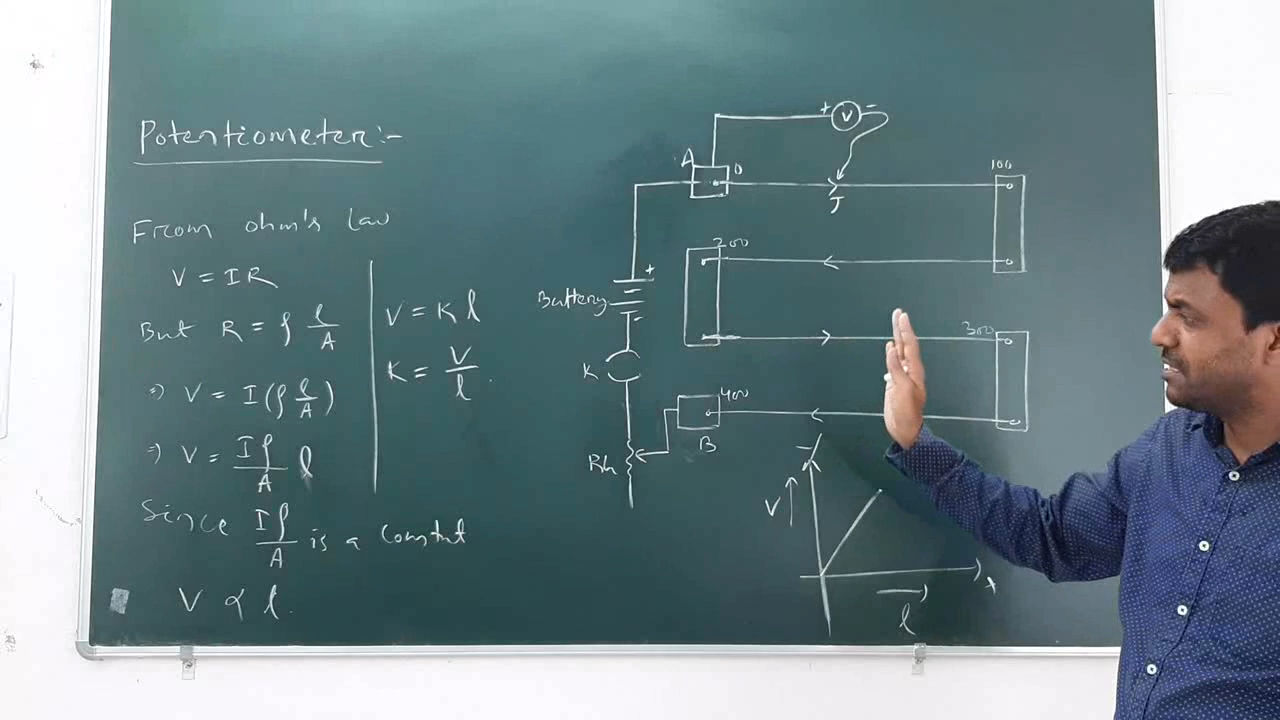 Potentiometer:-
From ohm's law
V = IR
But R = ρ l/A
⇒ V = I(ρ l/A)
⇒ V = Iρ/A l
Since Iρ/A is a constant
V ∝ l.
V = K l
K = V/l .
+ V -
A 0
100
J
200
+
Battery
-
300
K
400
B
Rh
Y
V
X
l